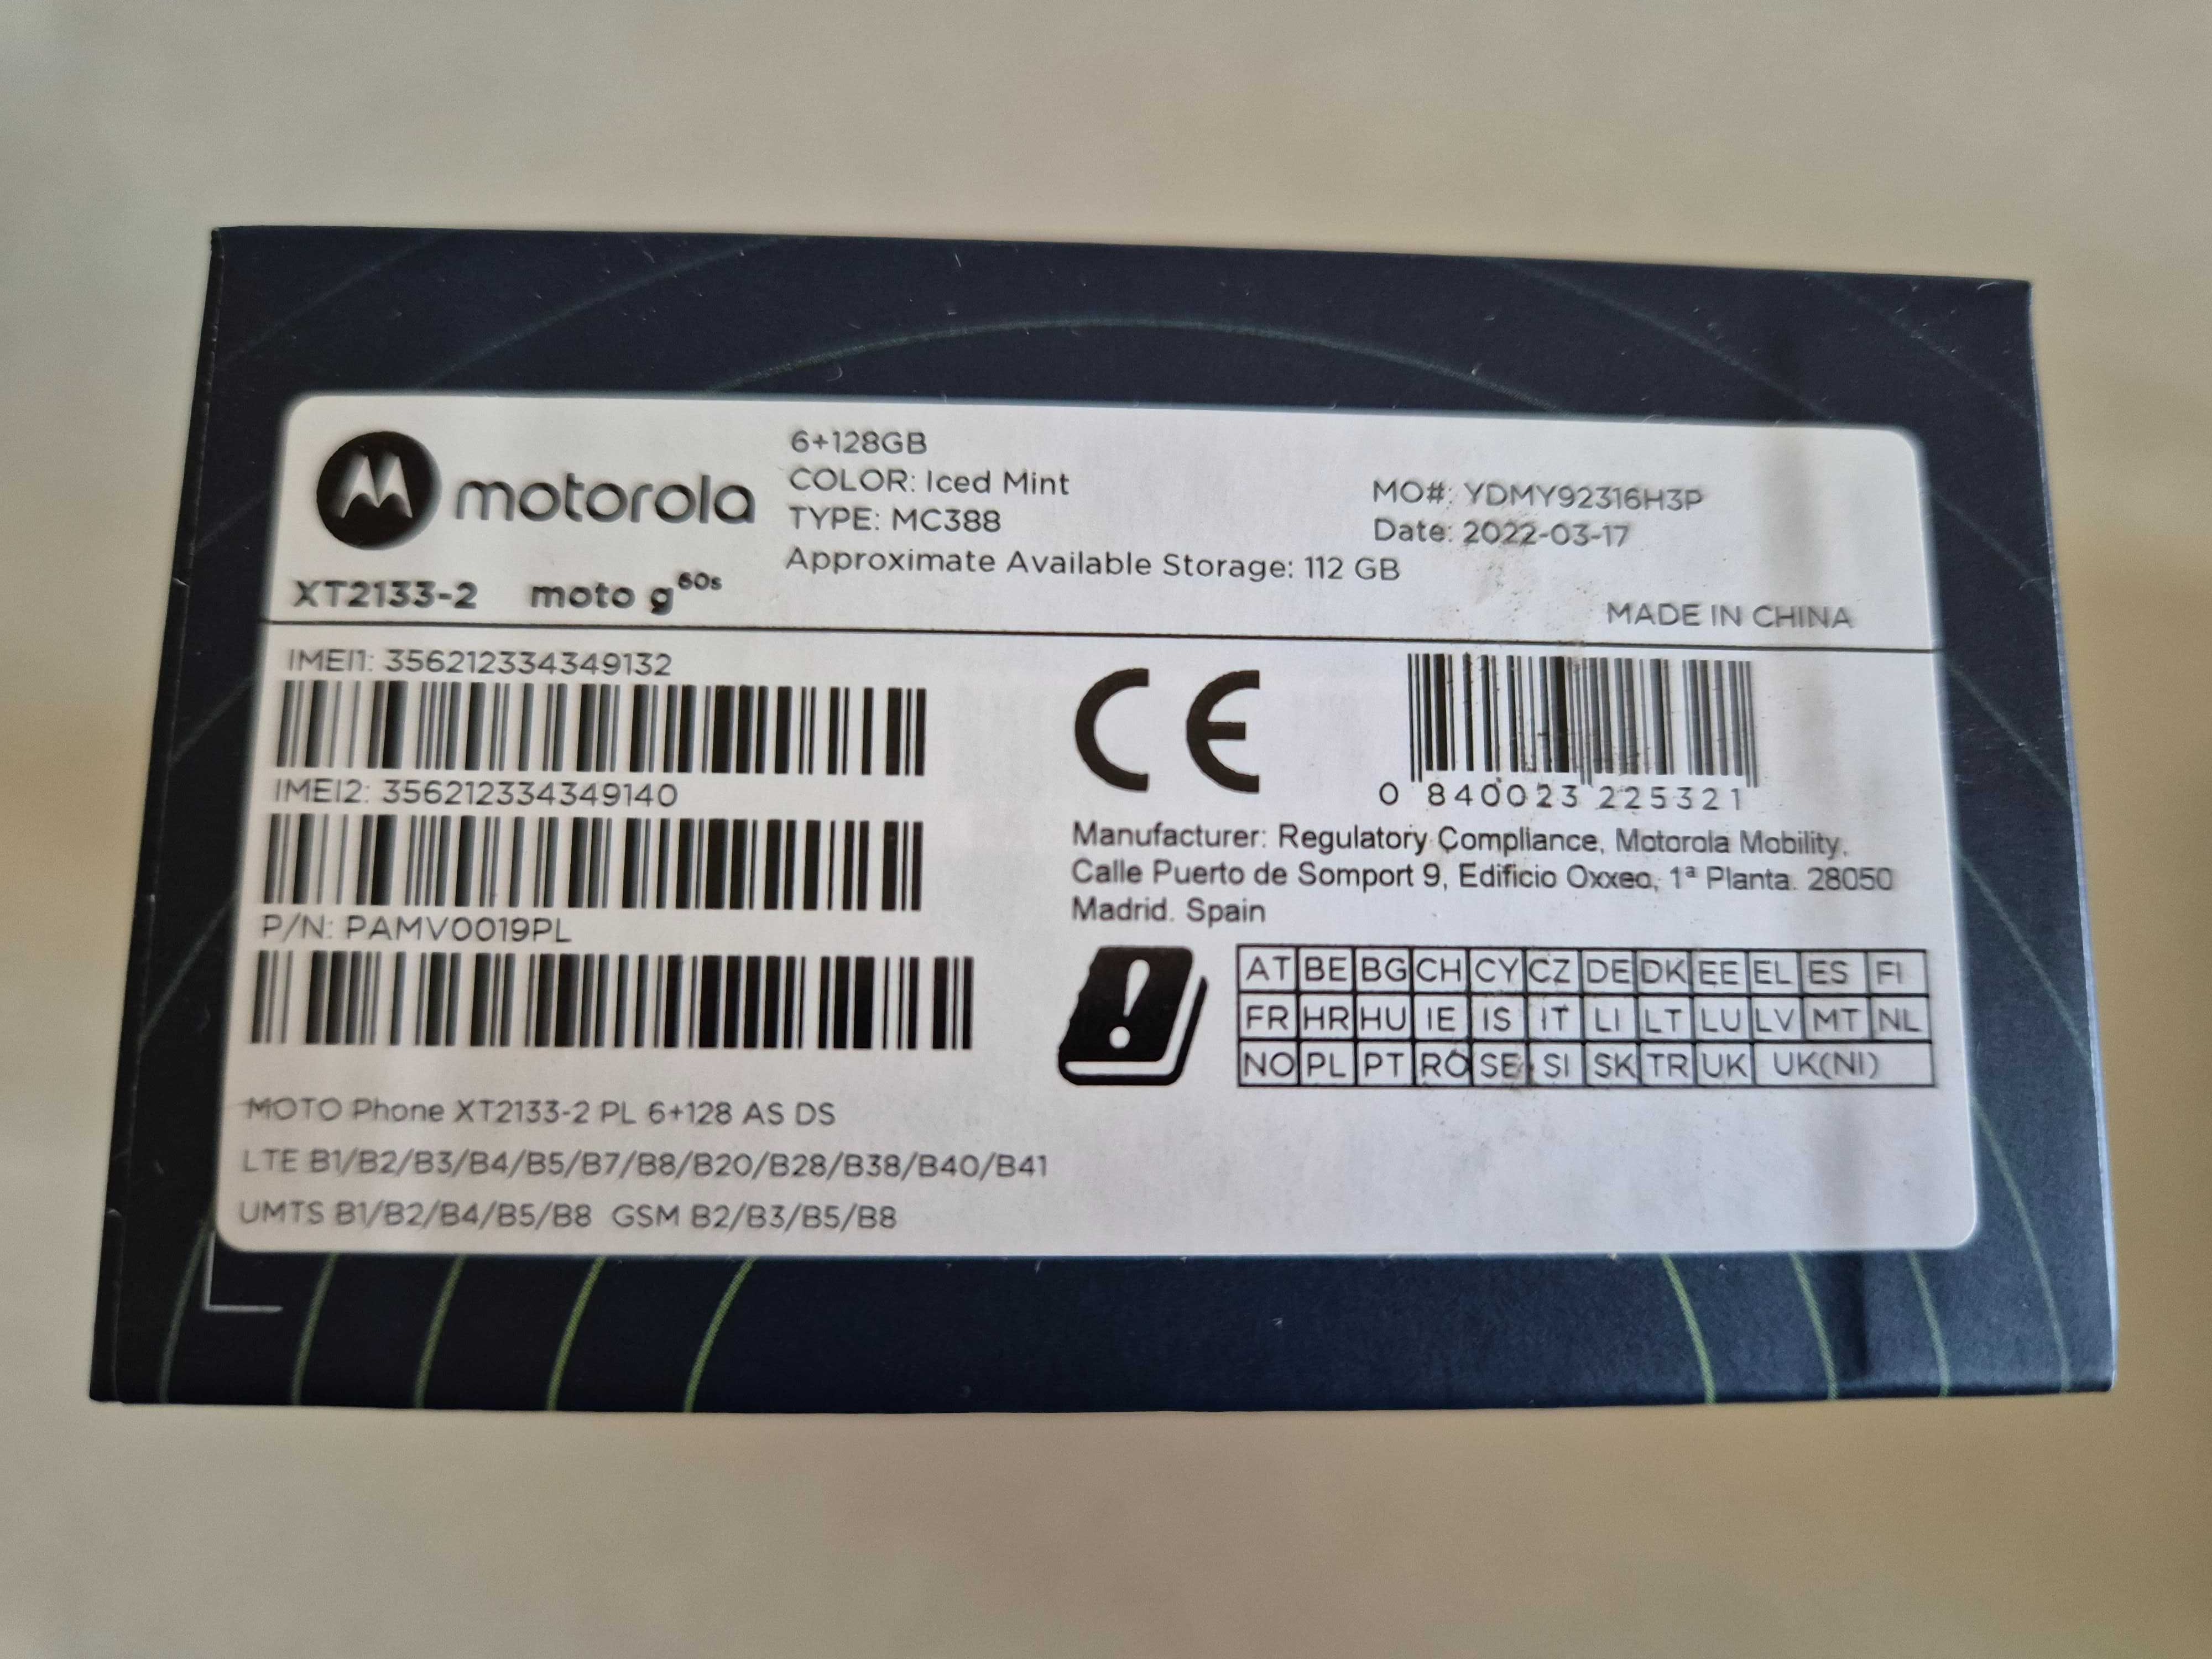 motorola
6+128GB
COLOR: Iced Mint
TYPE: MC388
Approximate Available Storage: 112 GB
MO#: YDMY92316H3P
Date: 2022-03-17
XT2133-2 moto g60s
MADE IN CHINA
IMEI1: 356212334349132
IMEI2: 356212334349140
P/N: PAMV0019PL
CE
0 840023 225321
Manufacturer: Regulatory Compliance, Motorola Mobility,
Calle Puerto de Somport 9, Edificio Oxxeo, 1ª Planta. 28050
Madrid. Spain
AT BE BG CH CY CZ DE DK EE EL ES FI
FR HR HU IE IS IT LI LT LU LV MT NL
NO PL PT RO SE SI SK TR UK UK(NI)
MOTO Phone XT2133-2 PL 6+128 AS DS
LTE B1/B2/B3/B4/B5/B7/B8/B20/B28/B38/B40/B41
UMTS B1/B2/B4/B5/B8 GSM B2/B3/B5/B8